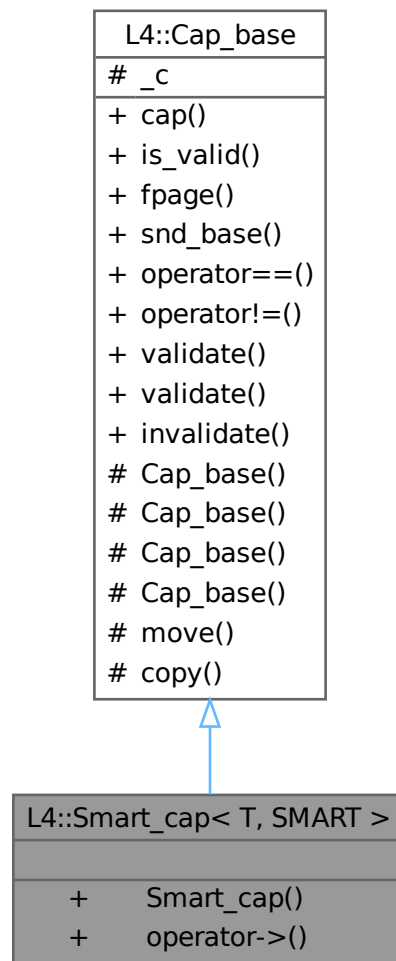 L4::Cap_base
# _c
+ cap()
+ is_valid()
+ fpage()
+ snd_base()
+ operator==()
+ operator!=()
+ validate()
+ validate()
+ invalidate()
# Cap_base()
# Cap_base()
# Cap_base()
# Cap_base()
# move()
# copy()
L4::Smart_cap< T, SMART >
+ Smart_cap()
+ operator->()